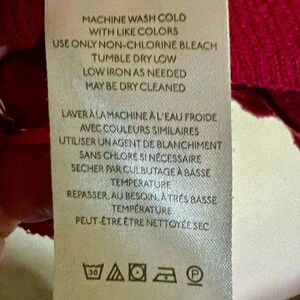 MACHINE WASH COLD
WITH LIKE COLORS
USE ONLY NON-CHLORINE BLEACH
TUMBLE DRY LOW
LOW IRON AS NEEDED
MAY BE DRY CLEANED
LAVER À LA MACHINE À L'EAU FROIDE
AVEC COULEURS SIMILAIRES
UTILISER UN AGENT DE BLANCHIMENT
SANS CHLORE SI NÉCESSAIRE
SECHER PAR CULBUTAGE À BASSE
TEMPERATURE
REPASSER, AU BESOIN, À TRÈS BASSE
TEMPÉRATURE
PEUT-ÊTRE ÊTRE NETTOYÉE SEC
30
P